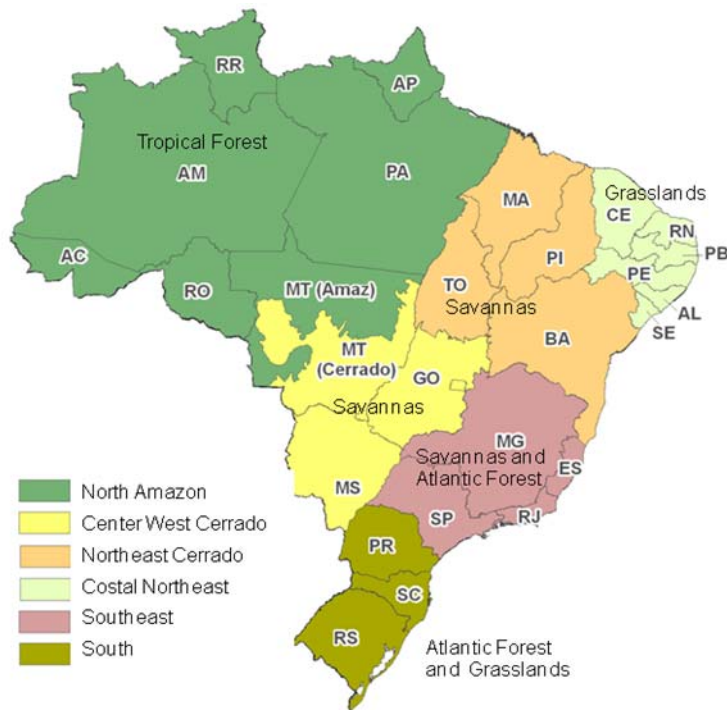 RR
AP
Tropical Forest
AM
PA
MA
Grasslands
CE
RN
PB
AC
PI
PE
RO
MT (Amaz)
TO
Savannas
AL
SE
BA
MT
(Cerrado)
GO
Savannas
MG
Savannas and
Atlantic Forest
ES
MS
SP
RJ
PR
SC
RS
Atlantic Forest
and Grasslands
North Amazon
Center West Cerrado
Northeast Cerrado
Costal Northeast
Southeast
South